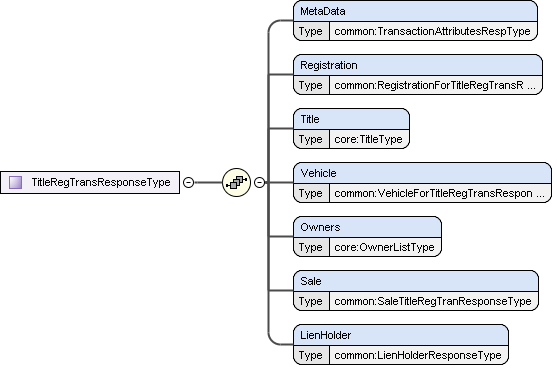 MetaData
Type common:TransactionAttributesRespType
Registration
Type common:RegistrationForTitleRegTransR ...
Title
Type core:TitleType
TitleRegTransResponseType
Vehicle
Type common:VehicleForTitleRegTransRespon ...
Owners
Type core:OwnerListType
Sale
Type common:SaleTitleRegTranResponseType
LienHolder
Type common:LienHolderResponseType